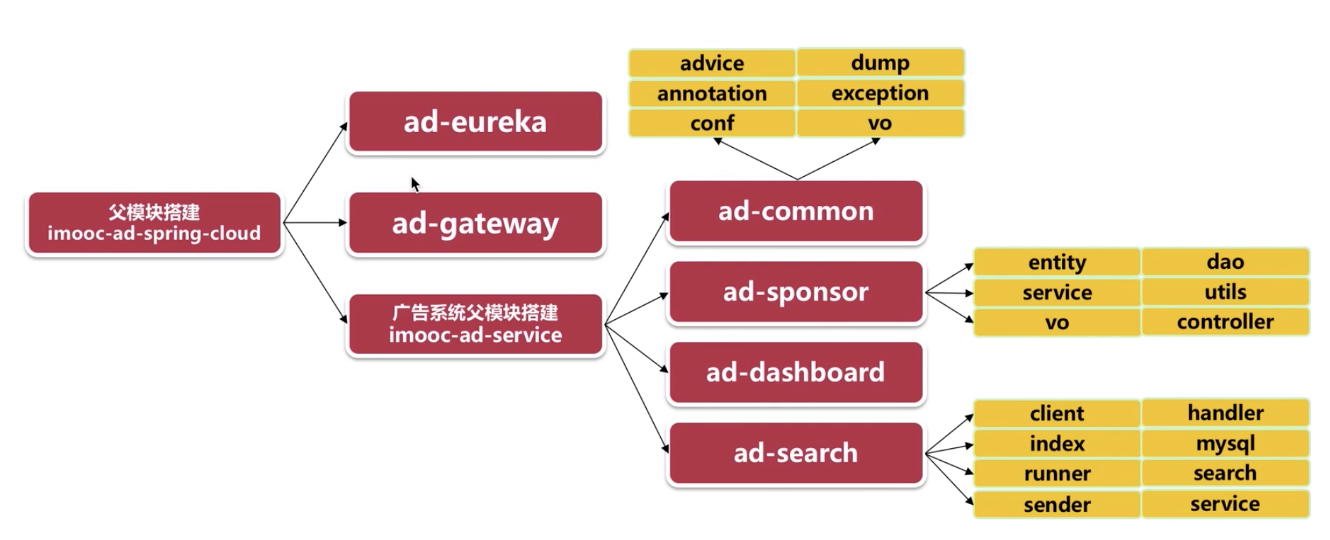 advice
dump
annotation
exception
conf
vo
ad-eureka
父模块搭建
imooc-ad-spring-cloud
ad-gateway
广告系统父模块搭建
imooc-ad-service
ad-common
ad-sponsor
entity
dao
service
utils
vo
controller
ad-dashboard
ad-search
client
handler
index
mysql
runner
search
sender
service